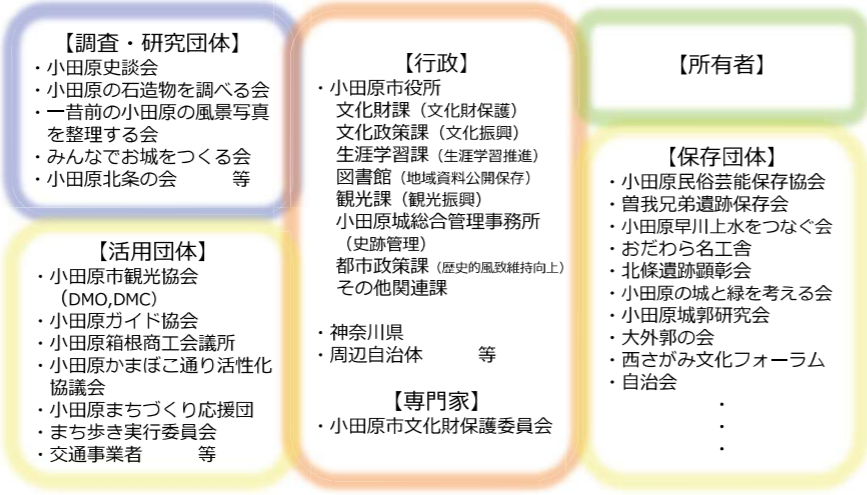 【調査・研究団体】
・小田原史談会
・小田原の石造物を調べる会
・一昔前の小田原の風景写真
を整理する会
・みんなでお城をつくる会
・小田原北条の会　　等
【活用団体】
・小田原市観光協会
（DMO,DMC）
・小田原ガイド協会
・小田原箱根商工会議所
・小田原かまぼこ通り活性化
協議会
・小田原まちづくり応援団
・まち歩き実行委員会
・交通事業者　　等
【行政】
・小田原市役所
文化財課（文化財保護）
文化政策課（文化振興）
生涯学習課（生涯学習推進）
図書館（地域資料公開保存）
観光課（観光振興）
小田原城総合管理事務所
（史跡管理）
都市政策課（歴史的風致維持向上）
その他関連課
・神奈川県
・周辺自治体　　等
【専門家】
・小田原市文化財保護委員会
【所有者】
【保存団体】
・小田原民俗芸能保存協会
・曽我兄弟遺跡保存会
・小田原早川上水をつなぐ会
・おだわら名工舎
・北條遺跡顕彰会
・小田原の城と緑を考える会
・小田原城郭研究会
・大外郭の会
・西さがみ文化フォーラム
・自治会
・
・
・